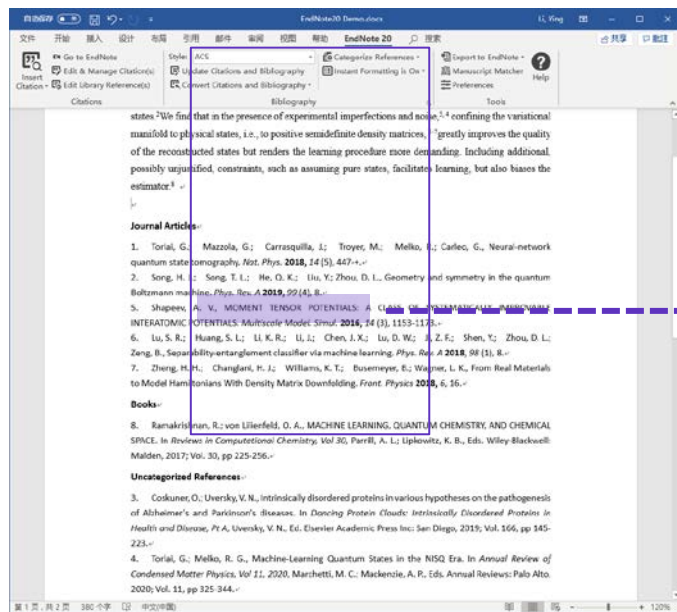 自动保存 EndNote20 Demo.docx Li, Ying
文件 开始 插入 设计 布局 引用 邮件 审阅 视图 帮助 EndNote 20 搜索 共享 批注
Go to EndNote Style: ACS Categorize References Export to EndNote
Edit & Manage Citation(s) Update Citations and Bibliography Instant Formatting is On Manuscript Matcher
Insert Citation Edit Library Reference(s) Convert Citations and Bibliography Preferences Help
Citations Bibliography Tools
states.2We find that in the presence of experimental imperfections and noise,3, 4 confining the variational
manifold to physical states, i.e., to positive semidefinite density matrices, greatly improves the quality
of the reconstructed states but renders the learning procedure more demanding. Including additional,
possibly unjustified, constraints, such as assuming pure states, facilitates learning, but also biases the
estimator.8
Journal Articles
1. Torlai, G.; Mazzola, G.; Carrasquilla, J.; Troyer, M.; Melko, R.; Carleo, G., Neural-network
quantum state tomography. Nat. Phys. 2018, 14 (5), 447-+.
2. Song, H. L.; Song, T. L.; He, Q. K.; Liu, Y.; Zhou, D. L., Geometry and symmetry in the quantum
Boltzmann machine. Phys. Rev. A 2019, 99 (4), 8.
5. Shapeev, A. V., MOMENT TENSOR POTENTIALS: A CLASS OF SYSTEMATICALLY IMPROVABLE
INTERATOMIC POTENTIALS. Multiscale Model. Simul. 2016, 14 (3), 1153-1173.
6. Lu, S. R.; Huang, S. L.; Li, K. R.; Li, J.; Chen, J. X.; Lu, D. W.; Ji, Z. F.; Shen, Y.; Zhou, D. L.;
Zeng, B., Separability-entanglement classifier via machine learning. Phys. Rev. A 2018, 98 (1), 8.
7. Zheng, H. H.; Changlani, H. J.; Williams, K. T.; Busemeyer, B.; Wagner, L. K., From Real Materials
to Model Hamiltonians With Density Matrix Downfolding. Front. Physics 2018, 6, 16.
Books
8. Ramakrishnan, R.; von Lilienfeld, O. A., MACHINE LEARNING, QUANTUM CHEMISTRY, AND CHEMICAL
SPACE. In Reviews in Computational Chemistry, Vol 30, Parrill, A. L.; Lipkowitz, K. B., Eds. Wiley-Blackwell:
Malden, 2017; Vol. 30, pp 225-256.
Uncategorized References
3. Coskuner, O.; Uversky, V. N., Intrinsically disordered proteins in various hypotheses on the pathogenesis
of Alzheimer's and Parkinson's diseases. In Dancing Protein Clouds: Intrinsically Disordered Proteins in
Health and Disease, Pt A, Uversky, V. N., Ed. Elsevier Academic Press Inc: San Diego, 2019; Vol. 166, pp 145-
223.
4. Torlai, G.; Melko, R. G., Machine-Learning Quantum States in the NISQ Era. In Annual Review of
Condensed Matter Physics, Vol 11, 2020, Marchetti, M. C.; Mackenzie, A. P., Eds. Annual Reviews: Palo Alto,
2020; Vol. 11, pp 325-344.
第 1 页, 共 2 页 380 个字 中文(中国) 120%